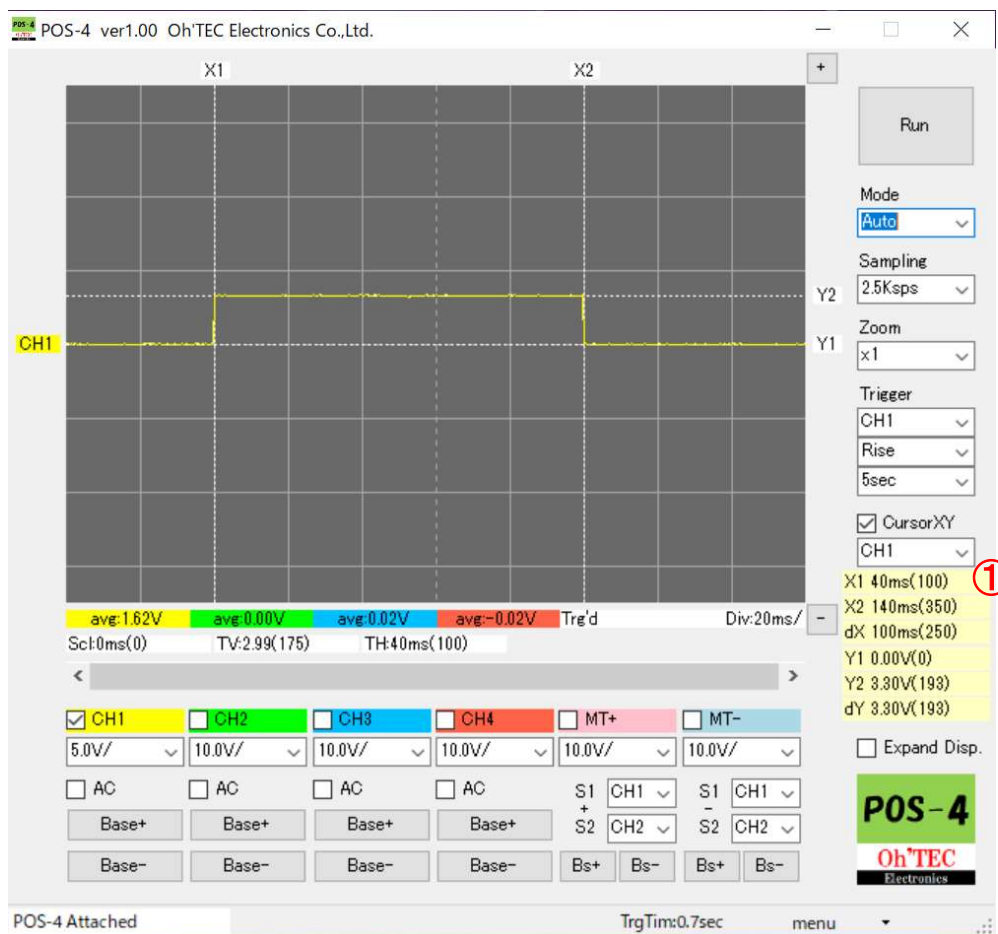 POS-4 ver1.00 Oh'TEC Electronics Co.,Ltd.
X1 X2 +
Run
Mode
Auto
Sampling
2.5Ksps
Y2
Zoom
CH1 Y1
x1
Trigger
CH1
Rise
5sec
CursorXY
CH1
①
X1 40ms(100)
X2 140ms(350)
dX 100ms(250)
Y1 0.00V(0)
Y2 3.30V(193)
dY 3.30V(193)
avg:1.62V avg:0.00V avg:0.02V avg:-0.02V Trg'd Div:20ms/ -
Scl:0ms(0) TV:2.99(175) TH:40ms(100)
< >
CH1 CH2 CH3 CH4 MT+ MT-
5.0V/ 10.0V/ 10.0V/ 10.0V/ 10.0V/ 10.0V/
Expand Disp.
AC AC AC AC S1 CH1 S1 CH1
+ -
Base+ Base+ Base+ Base+ S2 CH2 S2 CH2
Base- Base- Base- Base- Bs+ Bs- Bs+ Bs-
POS-4
Oh'TEC
Electronics
POS-4 Attached TrgTim:0.7sec menu